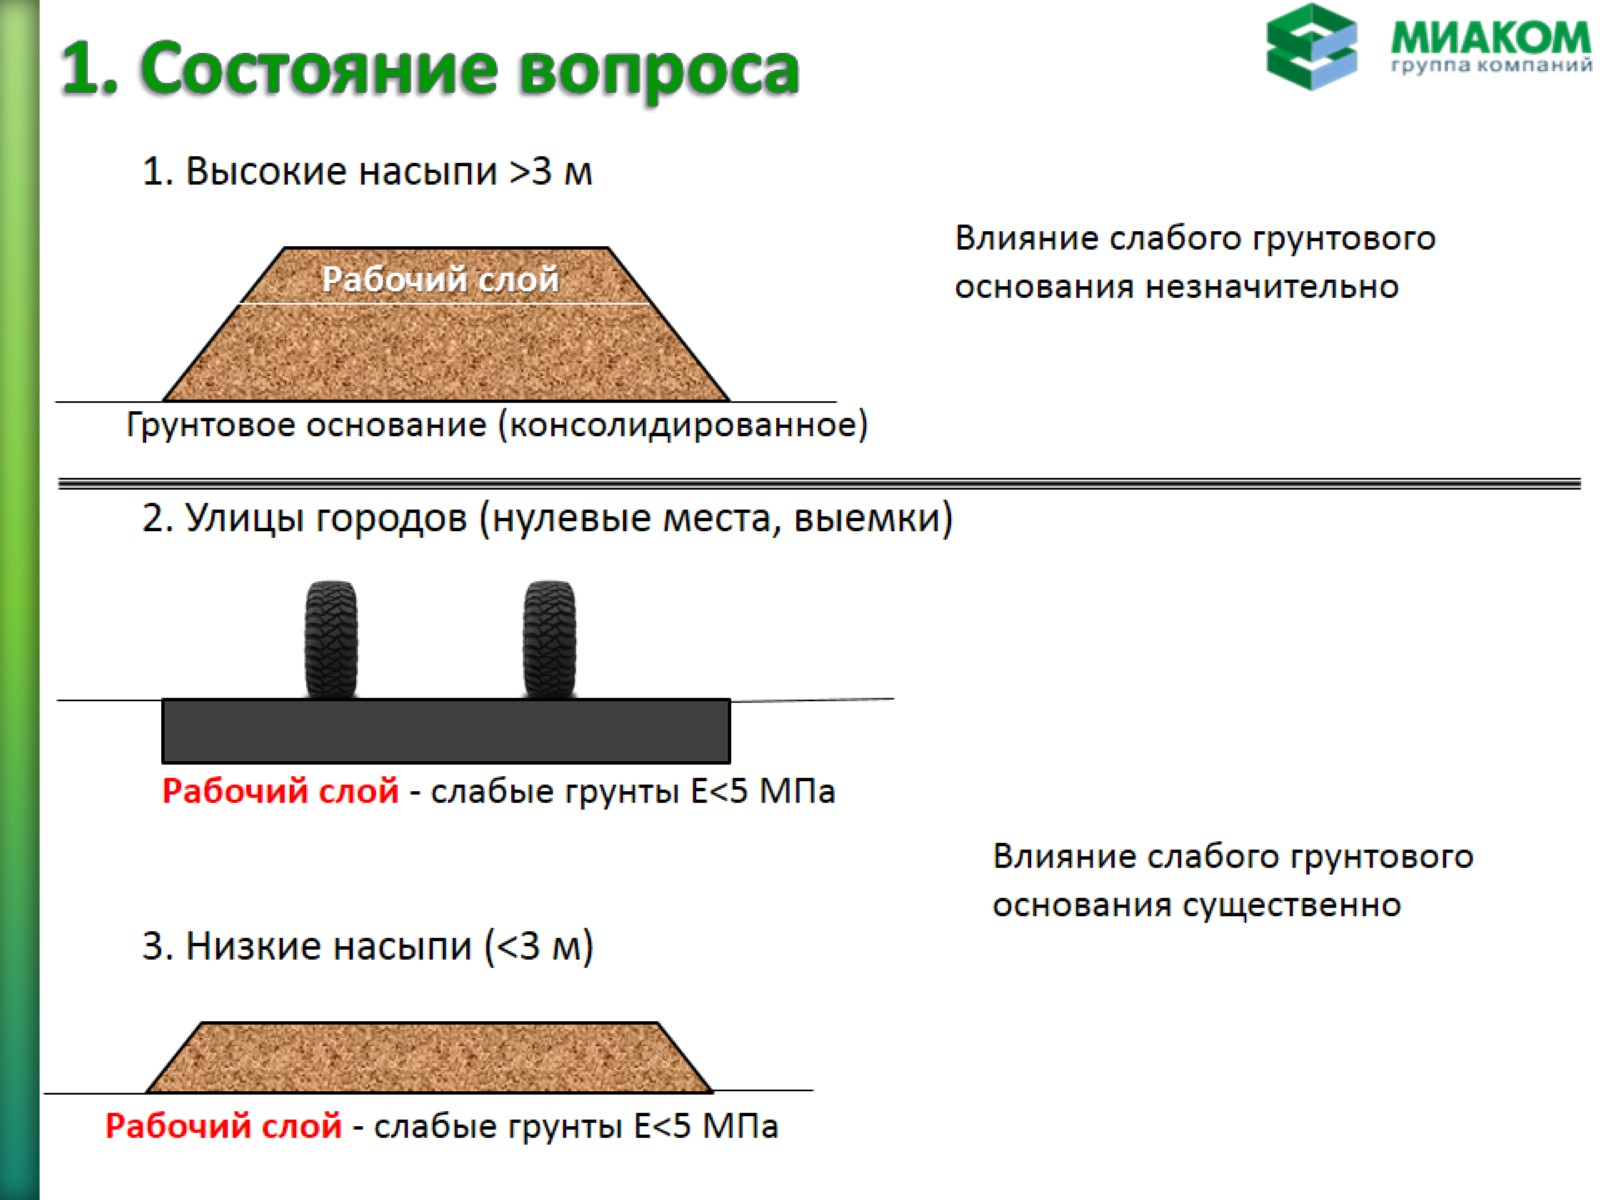 1. Состояние вопроса
МИАКОМ
группа компаний
1. Высокие насыпи >3 м
Влияние слабого грунтового
основания незначительно
Рабочий слой
Грунтовое основание (консолидированное)
2. Улицы городов (нулевые места, выемки)
Рабочий слой - слабые грунты Е<5 МПа
Влияние слабого грунтового
основания существенно
3. Низкие насыпи (<3 м)
Рабочий слой - слабые грунты Е<5 МПа